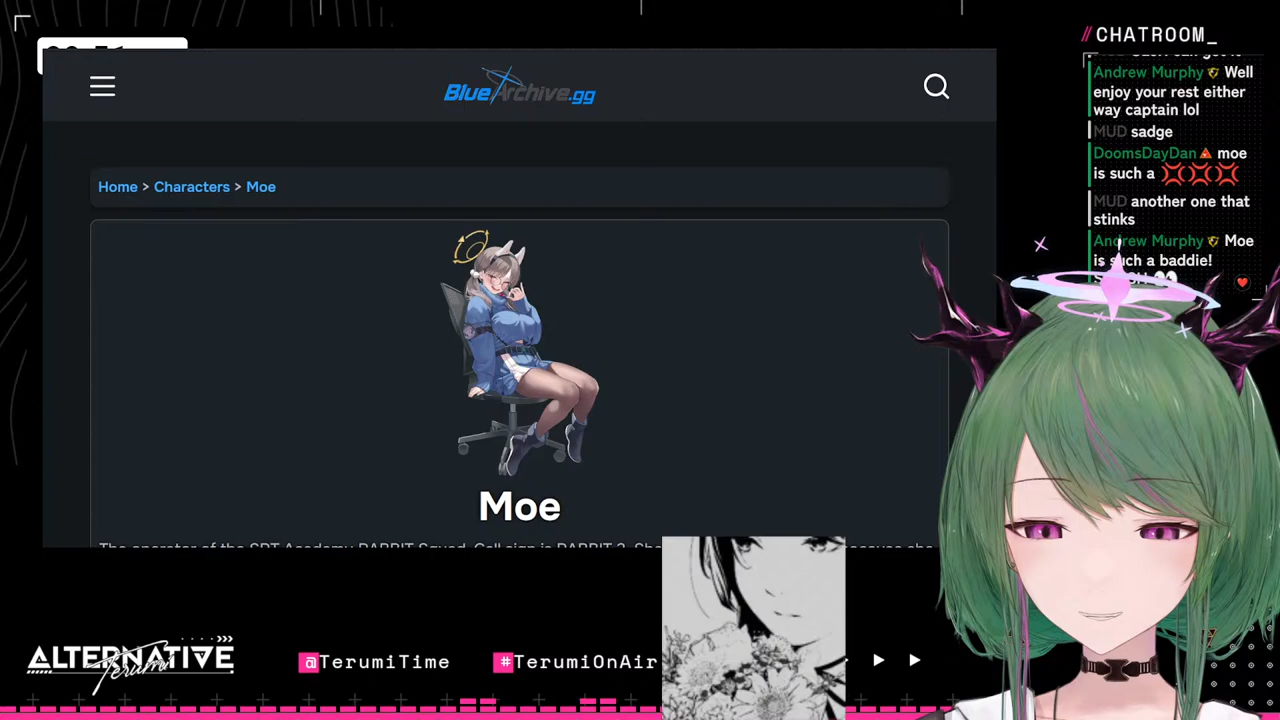 BlueArchive.gg
Home > Characters > Moe
Moe
ALTERNATIVE
Terumi
@TerumiTime
#TerumiOnAir
//CHATROOM_
Andrew Murphy Well
enjoy your rest either
way captain lol
MUD sadge
DoomsDayDan moe
is such a
MUD another one that
stinks
Andrew Murphy Moe
is such a baddie!